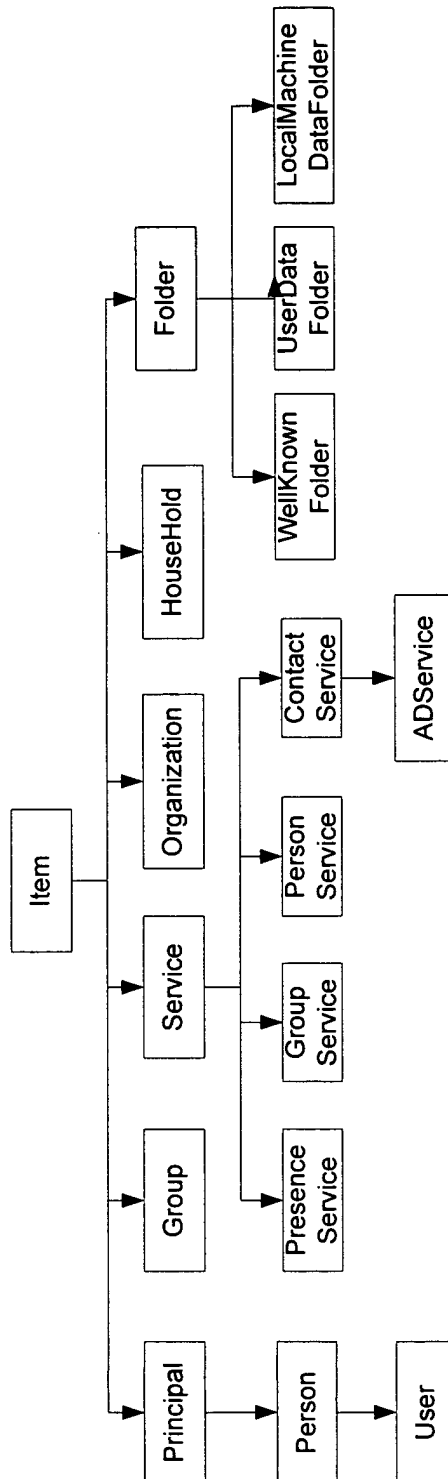 Item
Principal
Group
Service
Organization
HouseHold
Folder
Person
Presence
Service
Group
Service
Person
Service
Contact
Service
WellKnown
Folder
UserData
Folder
LocalMachine
DataFolder
User
ADService